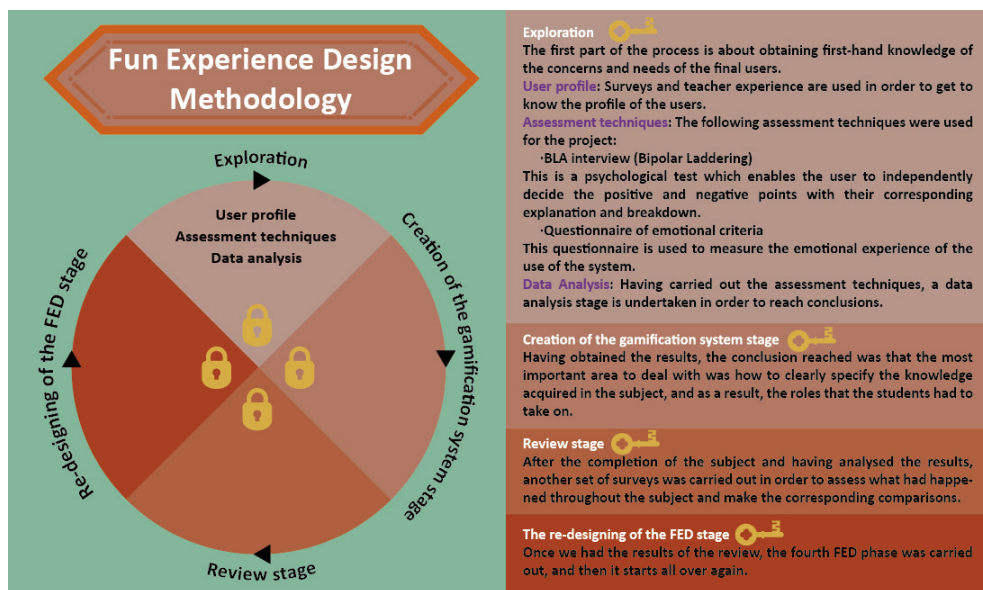 Fun Experience Design
Methodology
Exploration
User profile
Assessment techniques
Data analysis
Creation of the gamification system stage
Review stage
Re-designing of the FED stage
Exploration
The first part of the process is about obtaining first-hand knowledge of
the concerns and needs of the final users.
User profile: Surveys and teacher experience are used in order to get to
know the profile of the users.
Assessment techniques: The following assessment techniques were used
for the project:
·BLA interview (Bipolar Laddering)
This is a psychological test which enables the user to independently
decide the positive and negative points with their corresponding
explanation and breakdown.
·Questionnaire of emotional criteria
This questionnaire is used to measure the emotional experience of the
use of the system.
Data Analysis: Having carried out the assessment techniques, a data
analysis stage is undertaken in order to reach conclusions.
Creation of the gamification system stage
Having obtained the results, the conclusion reached was that the most
important area to deal with was how to clearly specify the knowledge
acquired in the subject, and as a result, the roles that the students had to
take on.
Review stage
After the completion of the subject and having analysed the results,
another set of surveys was carried out in order to assess what had happe-
ned throughout the subject and make the corresponding comparisons.
The re-designing of the FED stage
Once we had the results of the review, the fourth FED phase was carried
out, and then it starts all over again.